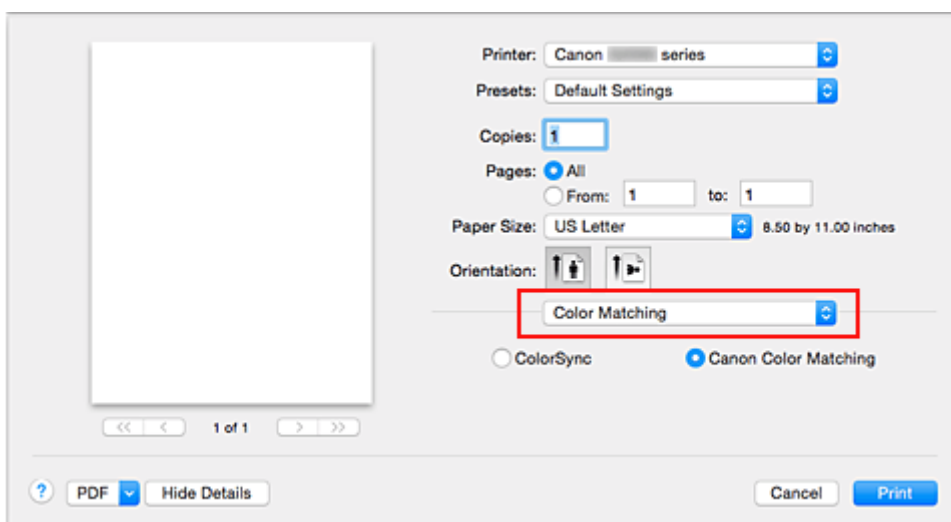 Printer: Canon series
Presets: Default Settings
Copies: 1
Pages: All
From: 1 to: 1
Paper Size: US Letter 8.50 by 11.00 inches
Orientation:
Color Matching
ColorSync Canon Color Matching
<< < 1 of 1 > >>
? PDF Hide Details Cancel Print